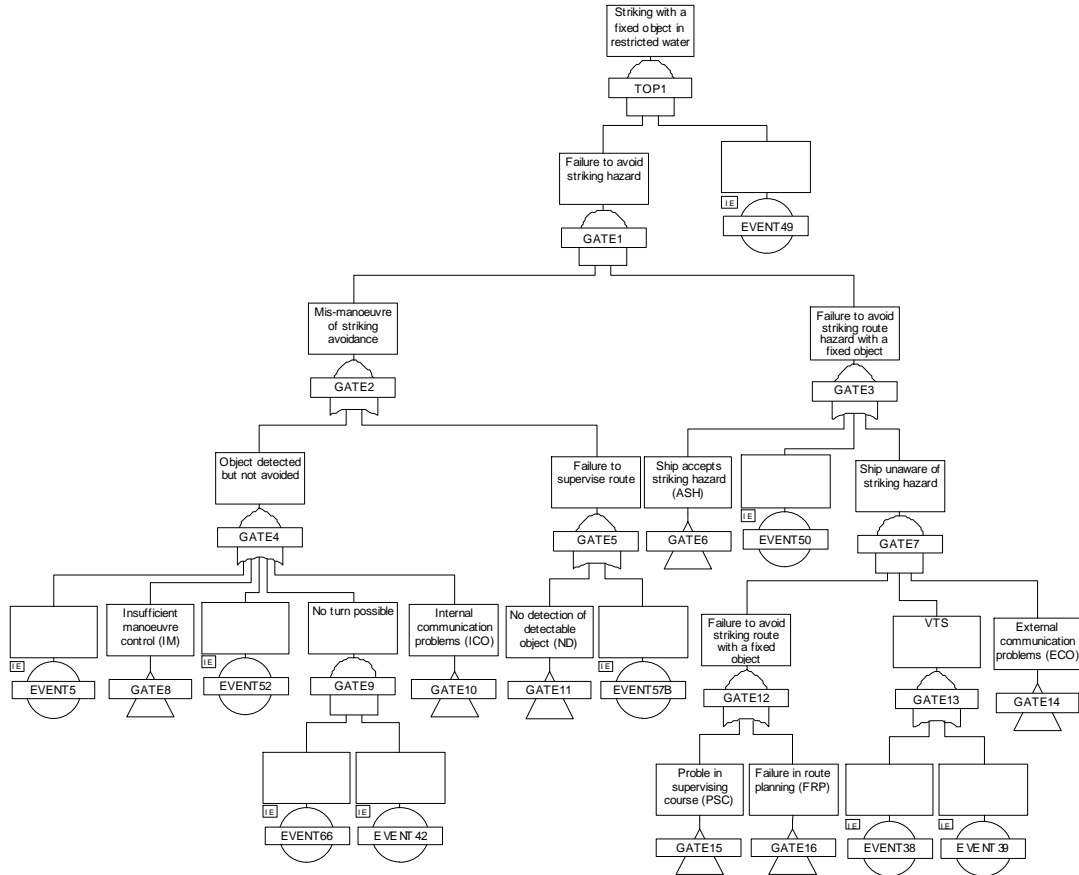 Striking with a
fixed object in
restricted water
TOP1
Failure to avoid
striking hazard
IE
EVENT49
GATE1
Mis-manoeuvre
of striking
avoidance
GATE2
Failure to avoid
striking route
hazard with a
fixed object
GATE3
Object detected
but not avoided
GATE4
Failure to
supervise route
GATE5
Ship accepts
striking hazard
(ASH)
GATE6
IE
EVENT50
Ship unaware of
striking hazard
GATE7
IE
EVENT5
Insufficient
manoeuvre
control (IM)
GATE8
IE
EVENT52
No turn possible
GATE9
Internal
communication
problems (ICO)
GATE10
No detection of
detectable
object (ND)
GATE11
IE
EVENT57B
Failure to avoid
striking route
with a fixed
object
GATE12
VTS
GATE13
External
communication
problems (ECO)
GATE14
IE
EVENT66
IE
EVENT42
Proble in
supervising
course (PSC)
GATE15
Failure in route
planning (FRP)
GATE16
IE
EVENT38
IE
EVENT39